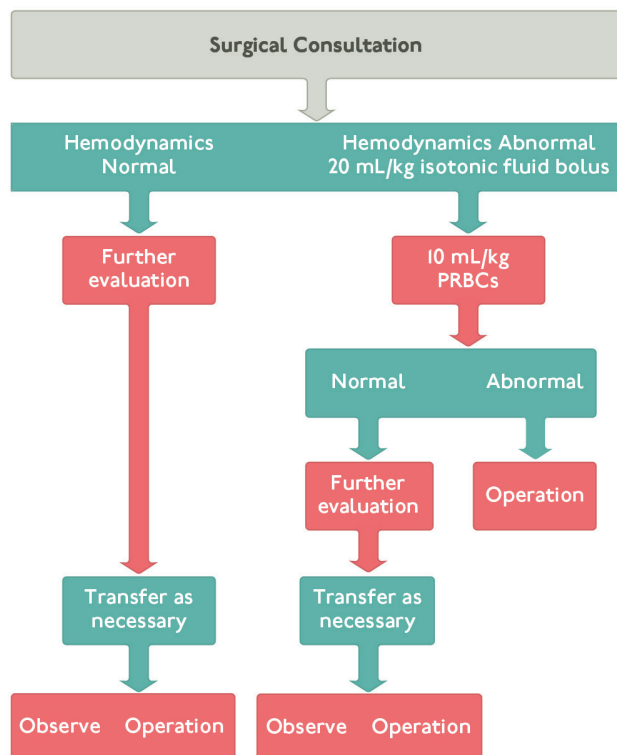 Surgical Consultation
Hemodynamics
Normal
Hemodynamics Abnormal
20 mL/kg isotonic fluid bolus
Further
evaluation
10 mL/kg
PRBCs
Normal
Abnormal
Further
evaluation
Operation
Transfer as
necessary
Transfer as
necessary
Observe
Operation
Observe
Operation